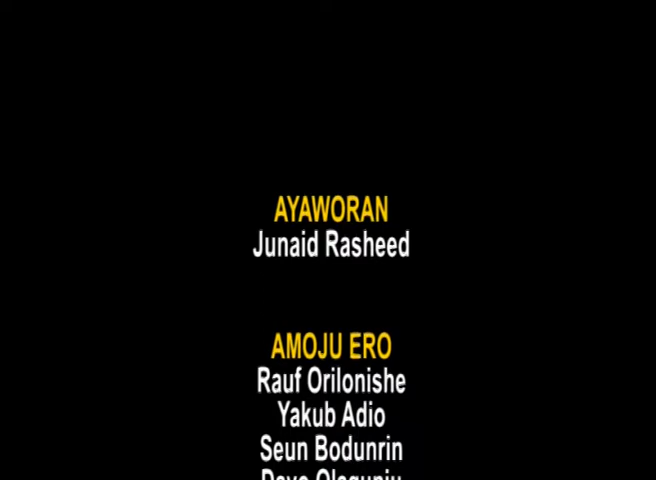 AYAWORAN
Junaid Rasheed
AMOJU ERO
Rauf Orilonishe
Yakub Adio
Seun Bodunrin